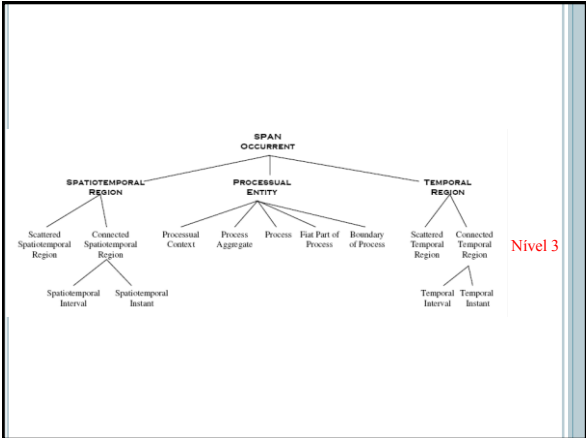 SPAN
OCCURRENT
SPATIOTEMPORAL
REGION
PROCESSUAL
ENTITY
TEMPORAL
REGION
Scattered
Spatiotemporal
Region
Connected
Spatiotemporal
Region
Processual
Context
Process
Aggregate
Process
Fiat Part of
Process
Boundary
of Process
Scattered
Temporal
Region
Connected
Temporal
Region
Nível 3
Spatiotemporal
Interval
Spatiotemporal
Instant
Temporal
Interval
Temporal
Instant